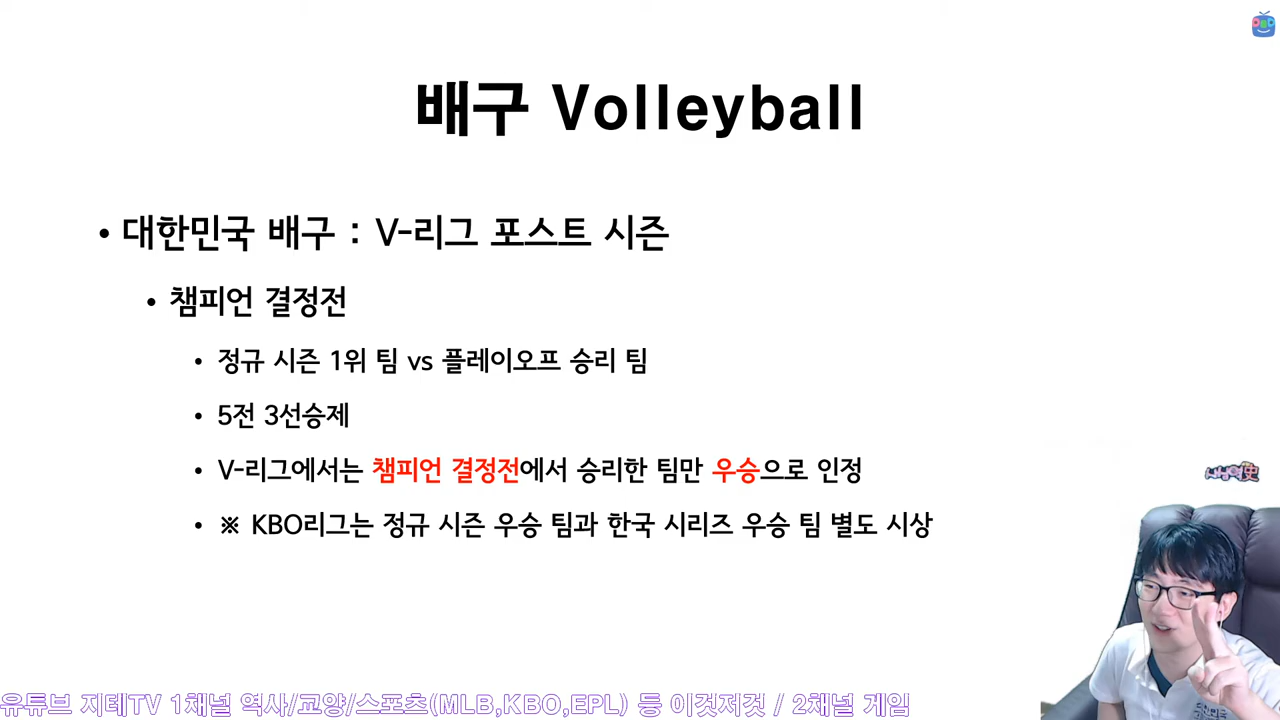 배구 Volleyball
• 대한민국 배구 : V-리그 포스트 시즌
• 챔피언 결정전
• 정규 시즌 1위 팀 vs 플레이오프 승리 팀
• 5전 3선승제
• V-리그에서는 챔피언 결정전에서 승리한 팀만 우승으로 인정
• ※ KBO리그는 정규 시즌 우승 팀과 한국 시리즈 우승 팀 별도 시상
유튜브 지테TV 1채널 역사/교양/스포츠(MLB,KBO,EPL) 등 이것저것 / 2채널 게임